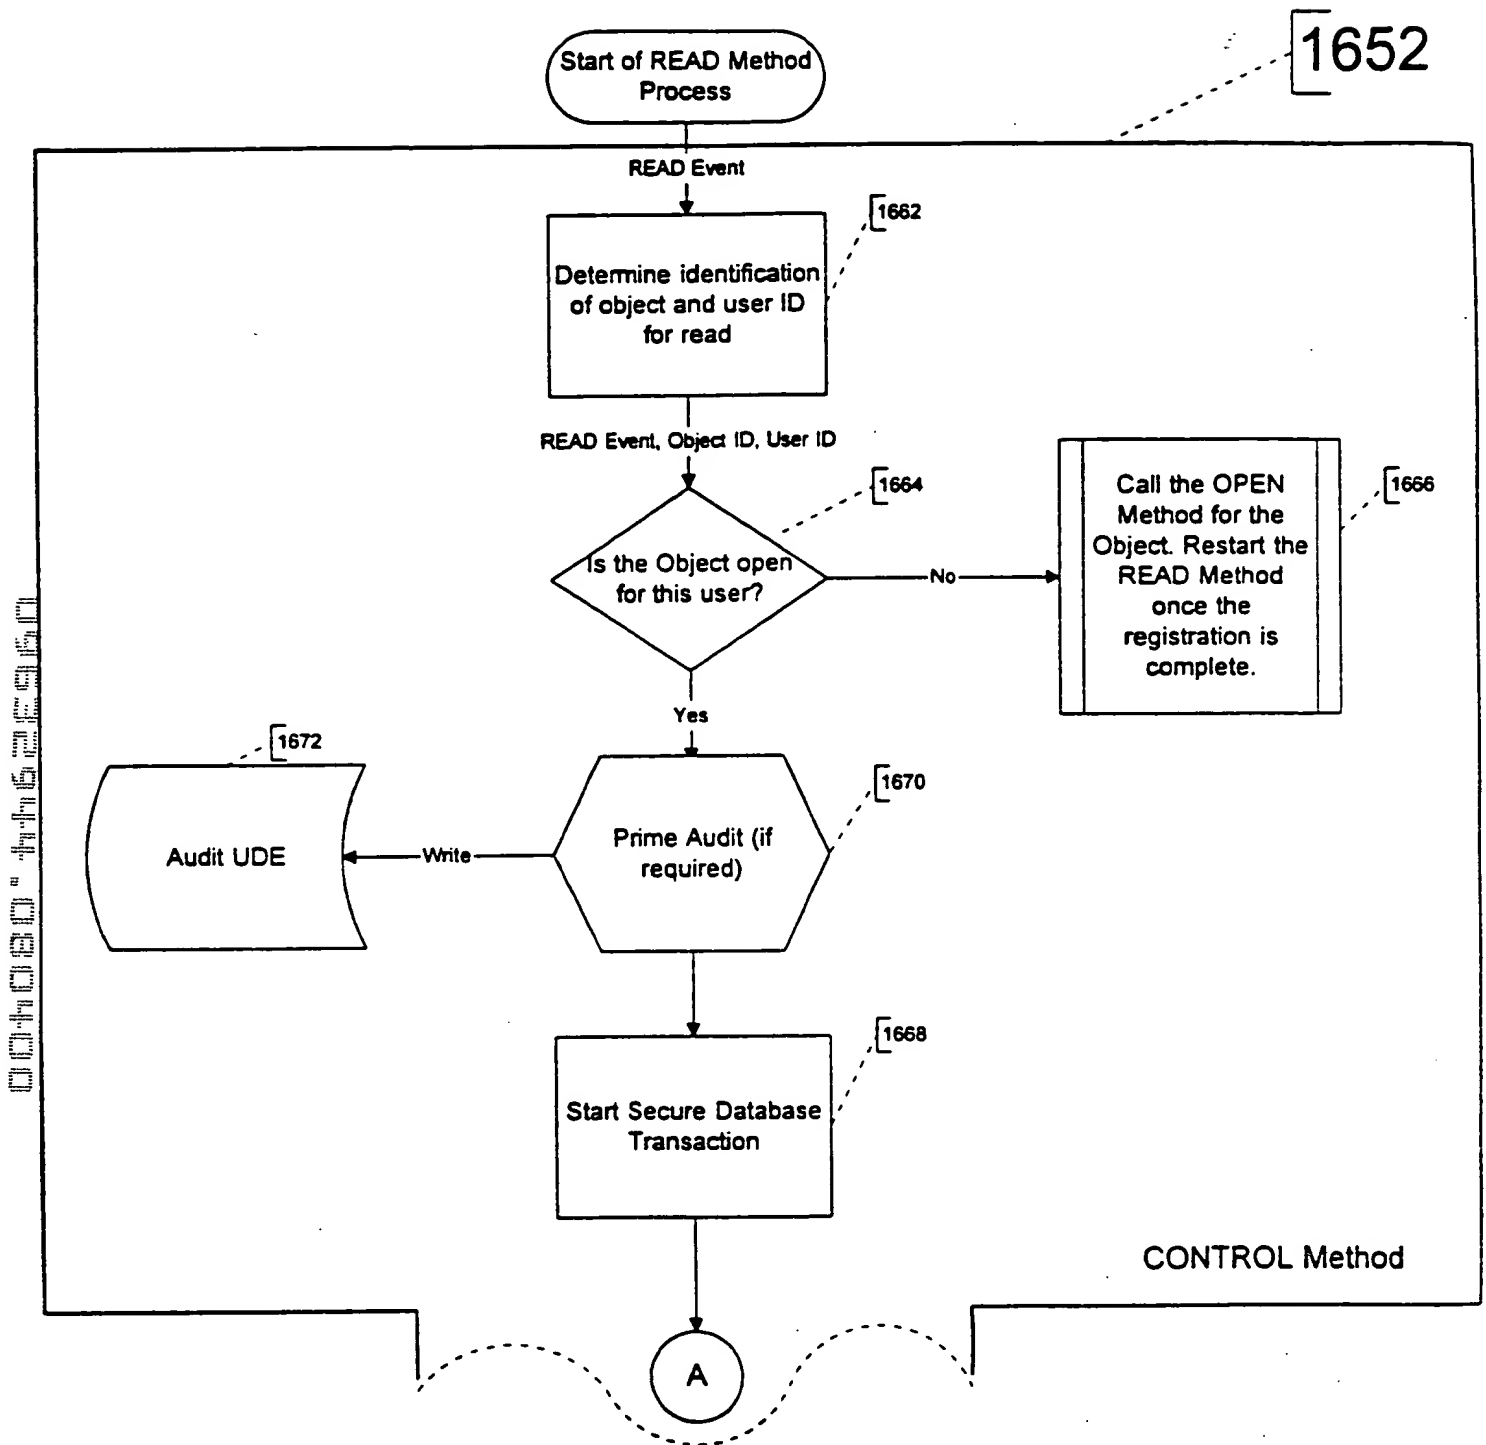 1652
Start of READ Method
Process
READ Event
1662
Determine identification
of object and user ID
for read
READ Event, Object ID, User ID
1664
Is the Object open
for this user?
No
Call the OPEN
Method for the
Object. Restart the
READ Method
once the
registration is
complete.
1666
Yes
1672
Audit UDE
Write
1670
Prime Audit (if
required)
1668
Start Secure Database
Transaction
CONTROL Method
A